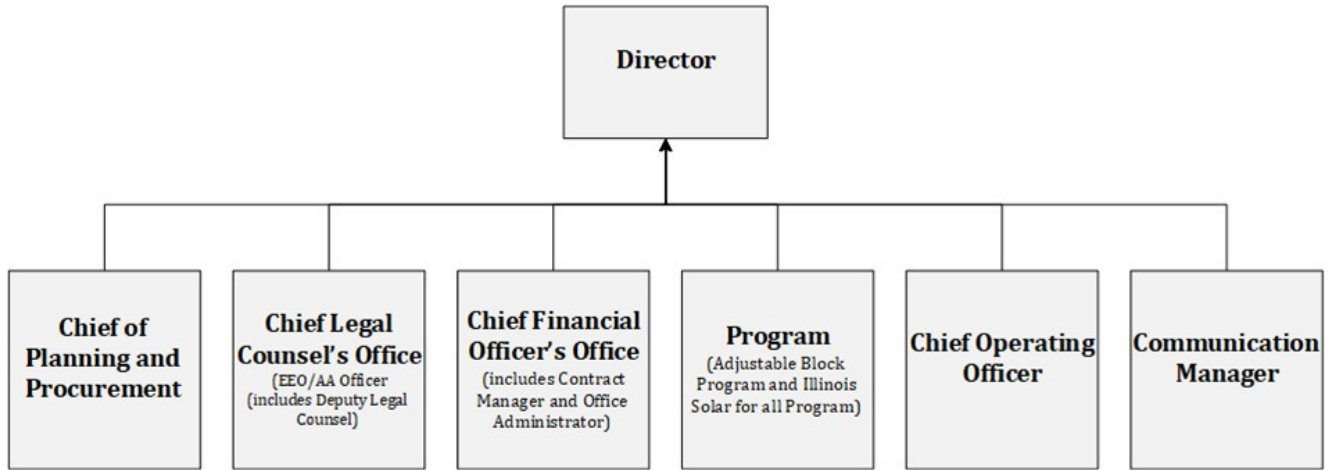 Director
Chief of
Planning and
Procurement
Chief Legal
Counsel's Office
(EEO/AA Officer
(includes Deputy Legal
Counsel)
Chief Financial
Officer's Office
(includes Contract
Manager and Office
Administrator)
Program
(Adjustable Block
Program and Illinois
Solar for all Program)
Chief Operating
Officer
Communication
Manager